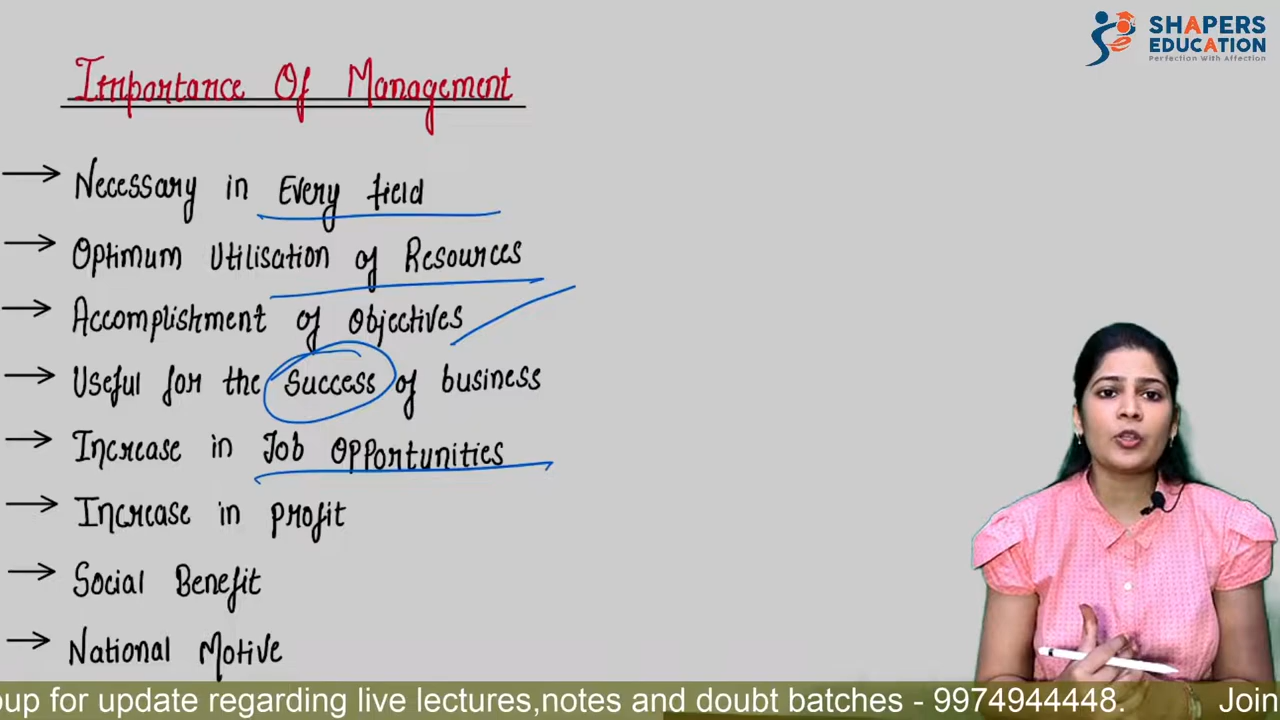 SHAPERS
EDUCATION
Perfection With Affection
Importance Of Management
→ Necessary in Every field
→ Optimum Utilisation of Resources
→ Accomplishment of Objectives
→ Useful for the Success of business
→ Increase in Job Opportunities
→ Increase in profit
→ Social Benefit
→ National Motive
oup for update regarding live lectures,notes and doubt batches - 9974944448. Join